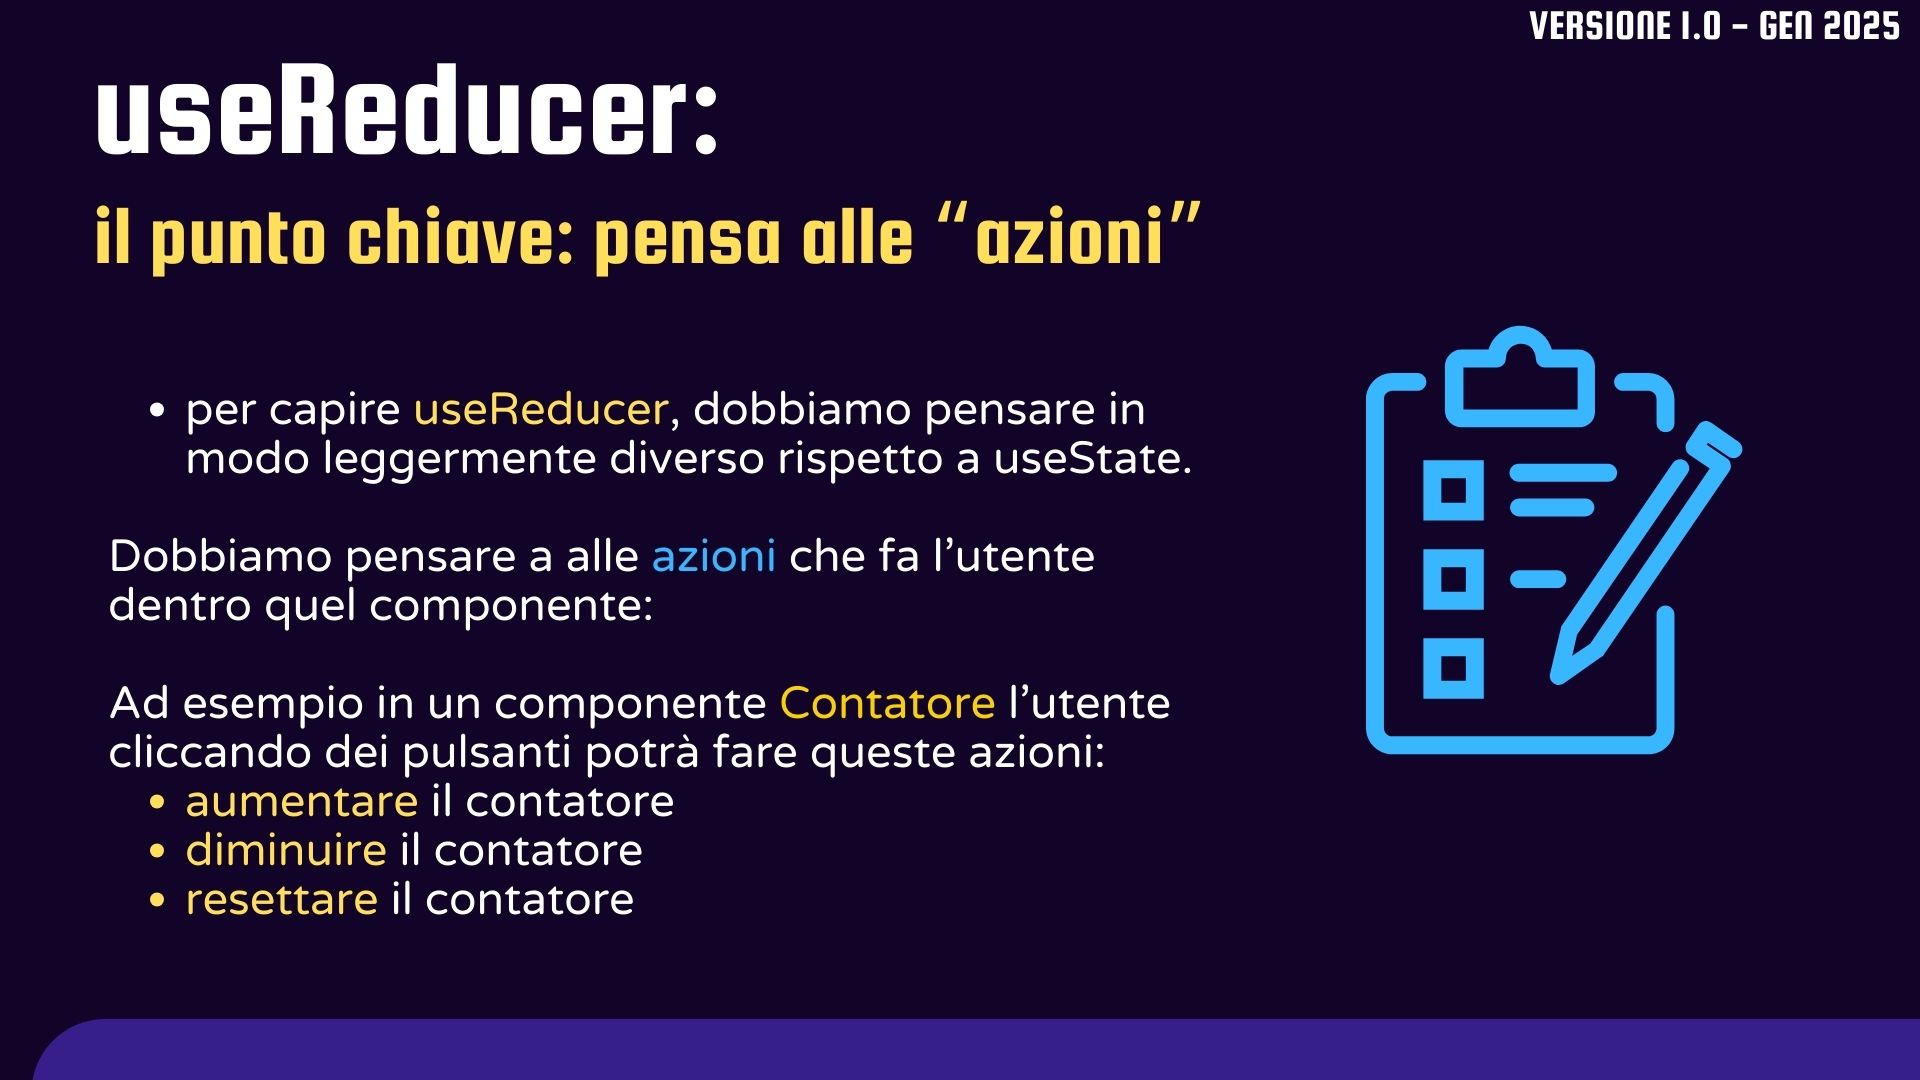 VERSIONE 1.0 - GEN 2025
useReducer:
il punto chiave: pensa alle “azioni”
• per capire useReducer, dobbiamo pensare in
modo leggermente diverso rispetto a useState.
Dobbiamo pensare a alle azioni che fa l’utente
dentro quel componente:
Ad esempio in un componente Contatore l’utente
cliccando dei pulsanti potrà fare queste azioni:
• aumentare il contatore
• diminuire il contatore
• resettare il contatore